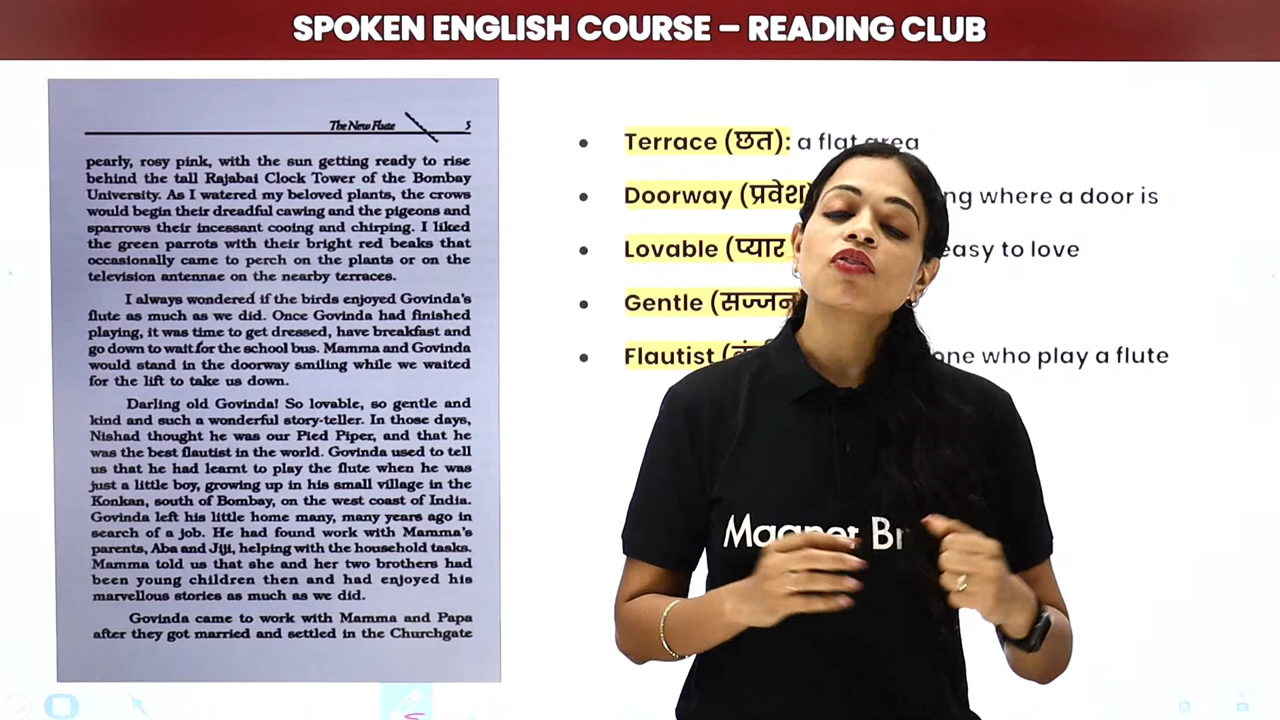 SPOKEN ENGLISH COURSE – READING CLUB
The New Flute 5
pearly, rosy pink, with the sun getting ready to rise
behind the tall Rajabai Clock Tower of the Bombay
University. As I watered my beloved plants, the crows
would begin their dreadful cawing and the pigeons and
sparrows their incessant cooing and chirping. I liked
the green parrots with their bright red beaks that
occasionally came to perch on the plants or on the
television antennae on the nearby terraces.
I always wondered if the birds enjoyed Govinda's
flute as much as we did. Once Govinda had finished
playing, it was time to get dressed, have breakfast and
go down to wait for the school bus. Mamma and Govinda
would stand in the doorway smiling while we waited
for the lift to take us down.
Darling old Govinda! So lovable, so gentle and
kind and such a wonderful story-teller. In those days,
Nishad thought he was our Pied Piper, and that he
was the best flautist in the world. Govinda used to tell
us that he had learnt to play the flute when he was
just a little boy, growing up in his small village in the
Konkan, south of Bombay, on the west coast of India.
Govinda left his little home many, many years ago in
search of a job. He had found work with Mamma's
parents, Aba and Jiji, helping with the household tasks.
Mamma told us that she and her two brothers had
been young children then and had enjoyed his
marvellous stories as much as we did.
Govinda came to work with Mamma and Papa
after they got married and settled in the Churchgate
• Terrace (छत): a flat area
• Doorway (प्रवेश where a door is
• Lovable (प्यार easy to love
• Gentle (सज्जन
• Flautist ( one who play a flute
Magnet Br